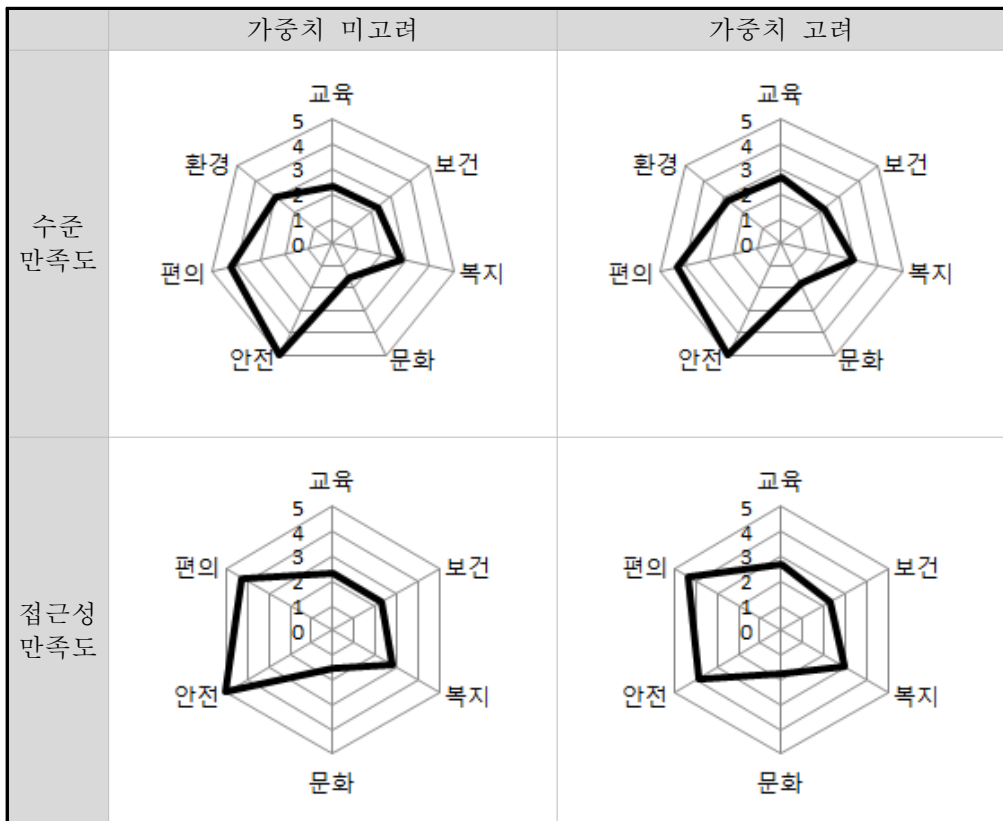 가중치 미고려
가중치 고려
수준
만족도
교육
보건
복지
문화
안전
편의
환경
5
4
3
2
1
0
교육
보건
복지
문화
안전
편의
환경
5
4
3
2
1
0
접근성
만족도
교육
보건
복지
문화
안전
편의
5
4
3
2
1
0
교육
보건
복지
문화
안전
편의
5
4
3
2
1
0